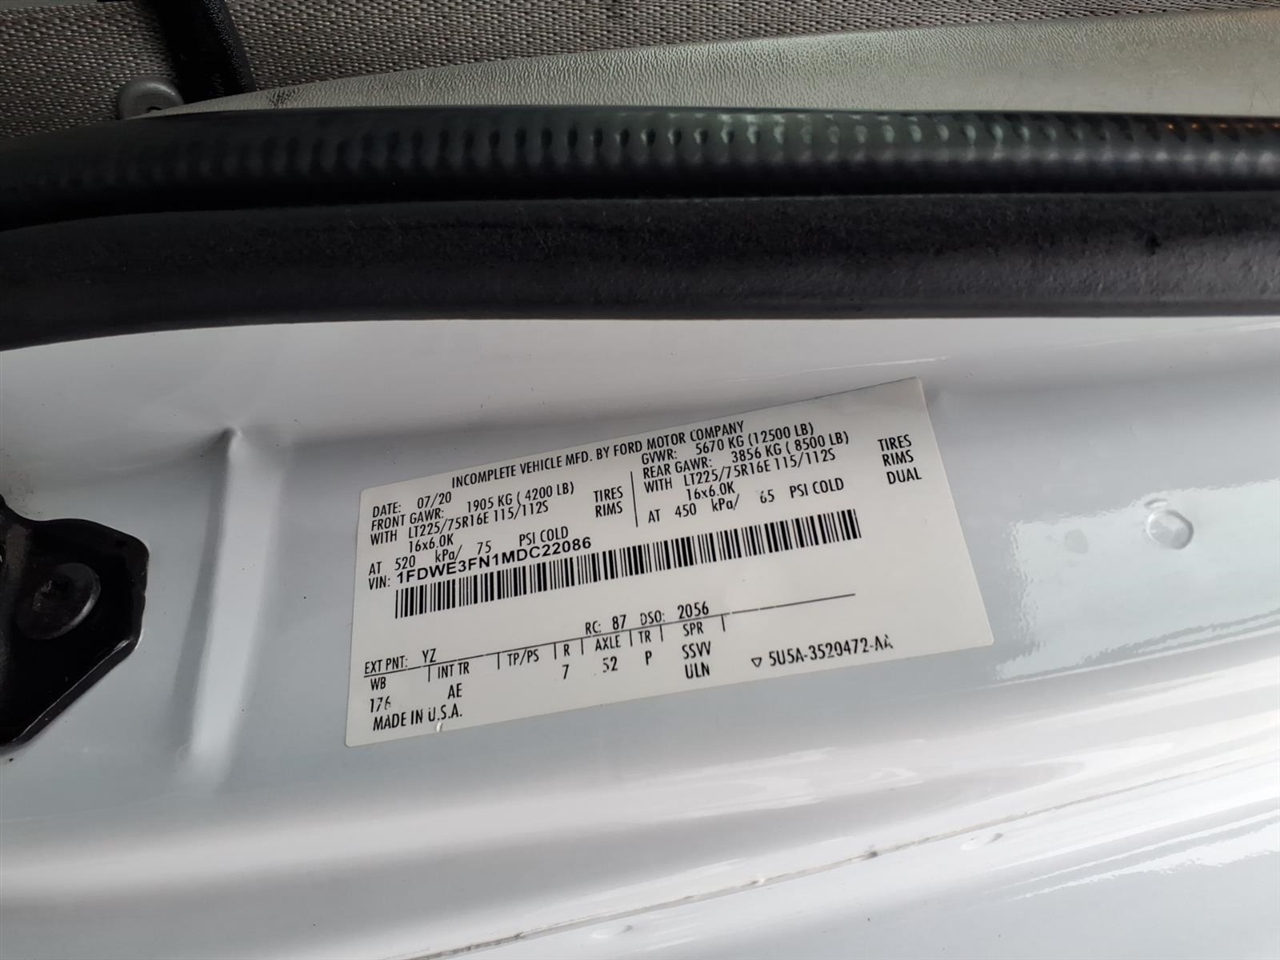 INCOMPLETE VEHICLE MFD. BY FORD MOTOR COMPANY
DATE: 07/20 GVWR: 5670 KG (12500 LB)
FRONT GAWR: 1905 KG ( 4200 LB) REAR GAWR: 3856 KG ( 8500 LB)
WITH LT225/75R16E 115/112S TIRES WITH LT225/75R16E 115/112S TIRES
16x6.0K RIMS 16x6.0K RIMS
AT 520 kPa/ 75 PSI COLD AT 450 kPa/ 65 PSI COLD DUAL
VIN: 1FDWE3FN1MDC22086
EXT PNT: YZ RC: 87 DSO: 2056
WB INT TR TP/PS R AXLE TR SPR
176 AE 7 52 P SSVV
ULN
MADE IN U.S.A. ▽ 5U5A-3520472-AA